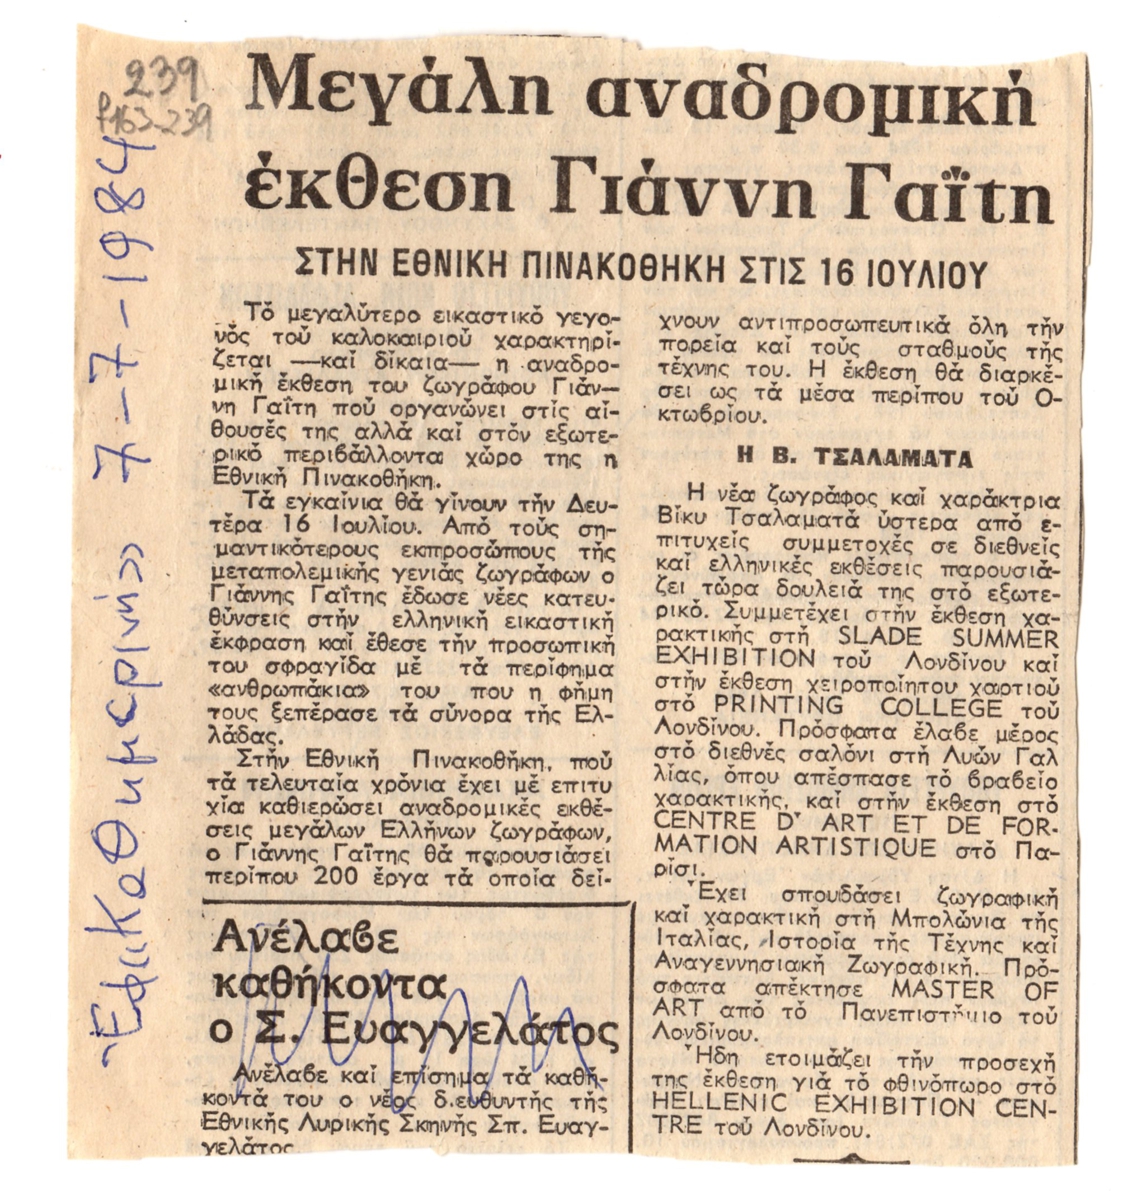 239
f163-239
Εφ. «Καθημερινή» 7-7-1984
Μεγάλη αναδρομική
έκθεση Γιάννη Γαΐτη
ΣΤΗΝ ΕΘΝΙΚΗ ΠΙΝΑΚΟΘΗΚΗ ΣΤΙΣ 16 ΙΟΥΛΙΟΥ
Τό μεγαλύτερο εικαστικό γεγο-
νός τού καλοκαιριού χαρακτηρί-
ζεται —καί δίκαια— η αναδρο-
μική έκθεση του ζωγράφου Γιάν—
νη Γαΐτη πού οργανώνει στίς αί-
θουσές της αλλά καί στόν εξωτε-
ρικό περιβάλλοντα χώρο της η
Εθνική Πινακοθήκη.
Τά εγκαίνια θά γίνουν τήν Δευ-
τέρα 16 Ιουλίου. Από τούς ση-
μαντικότερους εκπροσώπους τής
μεταπολεμικής γενιάς ζωγράφων ο
Γιάννης Γαΐτης έδωσε νέες κατευ-
θύνσεις στήν ελληνική εικαστική
έκφραση καί έθεσε τήν προσωπική
του σφραγίδα μέ τά περίφημα
«ανθρωπάκια» του που η φήμη
τους ξεπέρασε τά σύνορα τής Ελ-
λάδας.
Στήν Εθνική Πινακοθήκη, πού
τά τελευταία χρόνια έχει μέ επιτυ
χία καθιερώσει αναδρομικές εκθέ-
σεις μεγάλων Ελλήνων ζωγράφων,
ο Γιάννης Γαΐτης θά παρουσιάσει
περίπου 200 έργα τά οποία δεί-
χνουν αντιπροσωπευτικά όλη τήν
πορεία καί τούς σταθμούς τής
τέχνης του. Η έκθεση θά διαρκέ-
σει ως τά μέσα περίπου τού Ο-
κτωβρίου.
Η Β. ΤΣΑΛΑΜΑΤΑ
Η νέα ζωγράφος καί χαράκτρια
Βίκυ Τσαλαματά ύστερα από ε-
πιτυχείς συμμετοχές σε διεθνείς
καί ελληνικές εκθέσεις παρουσιά-
ζει τώρα δουλειά της στό εξωτε-
ρικό. Συμμετέχει στήν έκθεση χα-
ρακτικής στή SLADE SUMMER
EXHIBITION τού Λονδίνου καί
στήν έκθεση χειροποίητου χαρτιού
στό PRINTING COLLEGE τού
Λονδίνου. Πρόσφατα έλαβε μέρος
στό διεθνές σαλόνι στή Λυών Γαλ
λίας, όπου απέσπασε τό βραβείο
χαρακτικής, καί στήν έκθεση στό
CENTRE D' ART ET DE FOR-
MATION ARTISTIQUE στό Πα-
ρίσι.
Έχει σπουδάσει ζωγραφική
καί χαρακτική στή Μπολώνια τής
Ιταλίας, Ιστορία τής Τέχνης καί
Αναγεννησιακή Ζωγραφική. Πρό-
σφατα απέκτησε MASTER OF
ART από τό Πανεπιστήμιο τού
Λονδίνου.
Ήδη ετοιμάζει τήν προσεχή
της έκθεση γιά τό φθινόπωρο στό
HELLENIC EXHIBITION CEN-
TRE τού Λονδίνου.
Ανέλαβε
καθήκοντα
ο Σ. Ευαγγελάτος
Ανέλαβε καί επίσημα τά καθή-
κοντά του ο νέος διευθυντής τής
Εθνικής Λυρικής Σκηνής Σπ. Ευαγ-
γελάτος